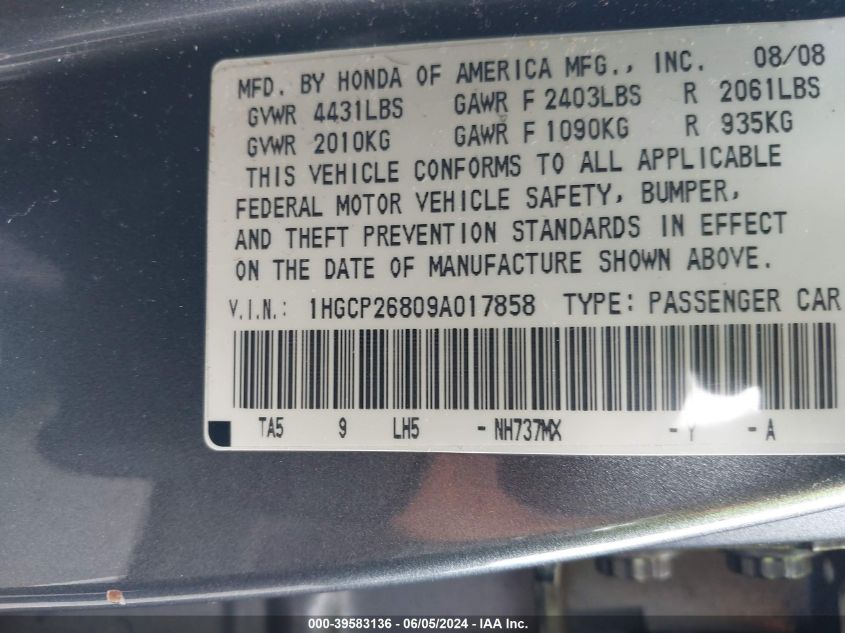 MFD. BY HONDA OF AMERICA MFG., INC. 08/08
GVWR 4431LBS GAWR F 2403LBS R 2061LBS
GVWR 2010KG GAWR F 1090KG R 935KG
THIS VEHICLE CONFORMS TO ALL APPLICABLE
FEDERAL MOTOR VEHICLE SAFETY, BUMPER,
AND THEFT PREVENTION STANDARDS IN EFFECT
ON THE DATE OF MANUFACTURE SHOWN ABOVE.
V.I.N.: 1HGCP26809A017858 TYPE: PASSENGER CAR
TA5 9 LH5 - NH737MX - Y - A
000-39583136 - 06/05/2024 - IAA Inc.